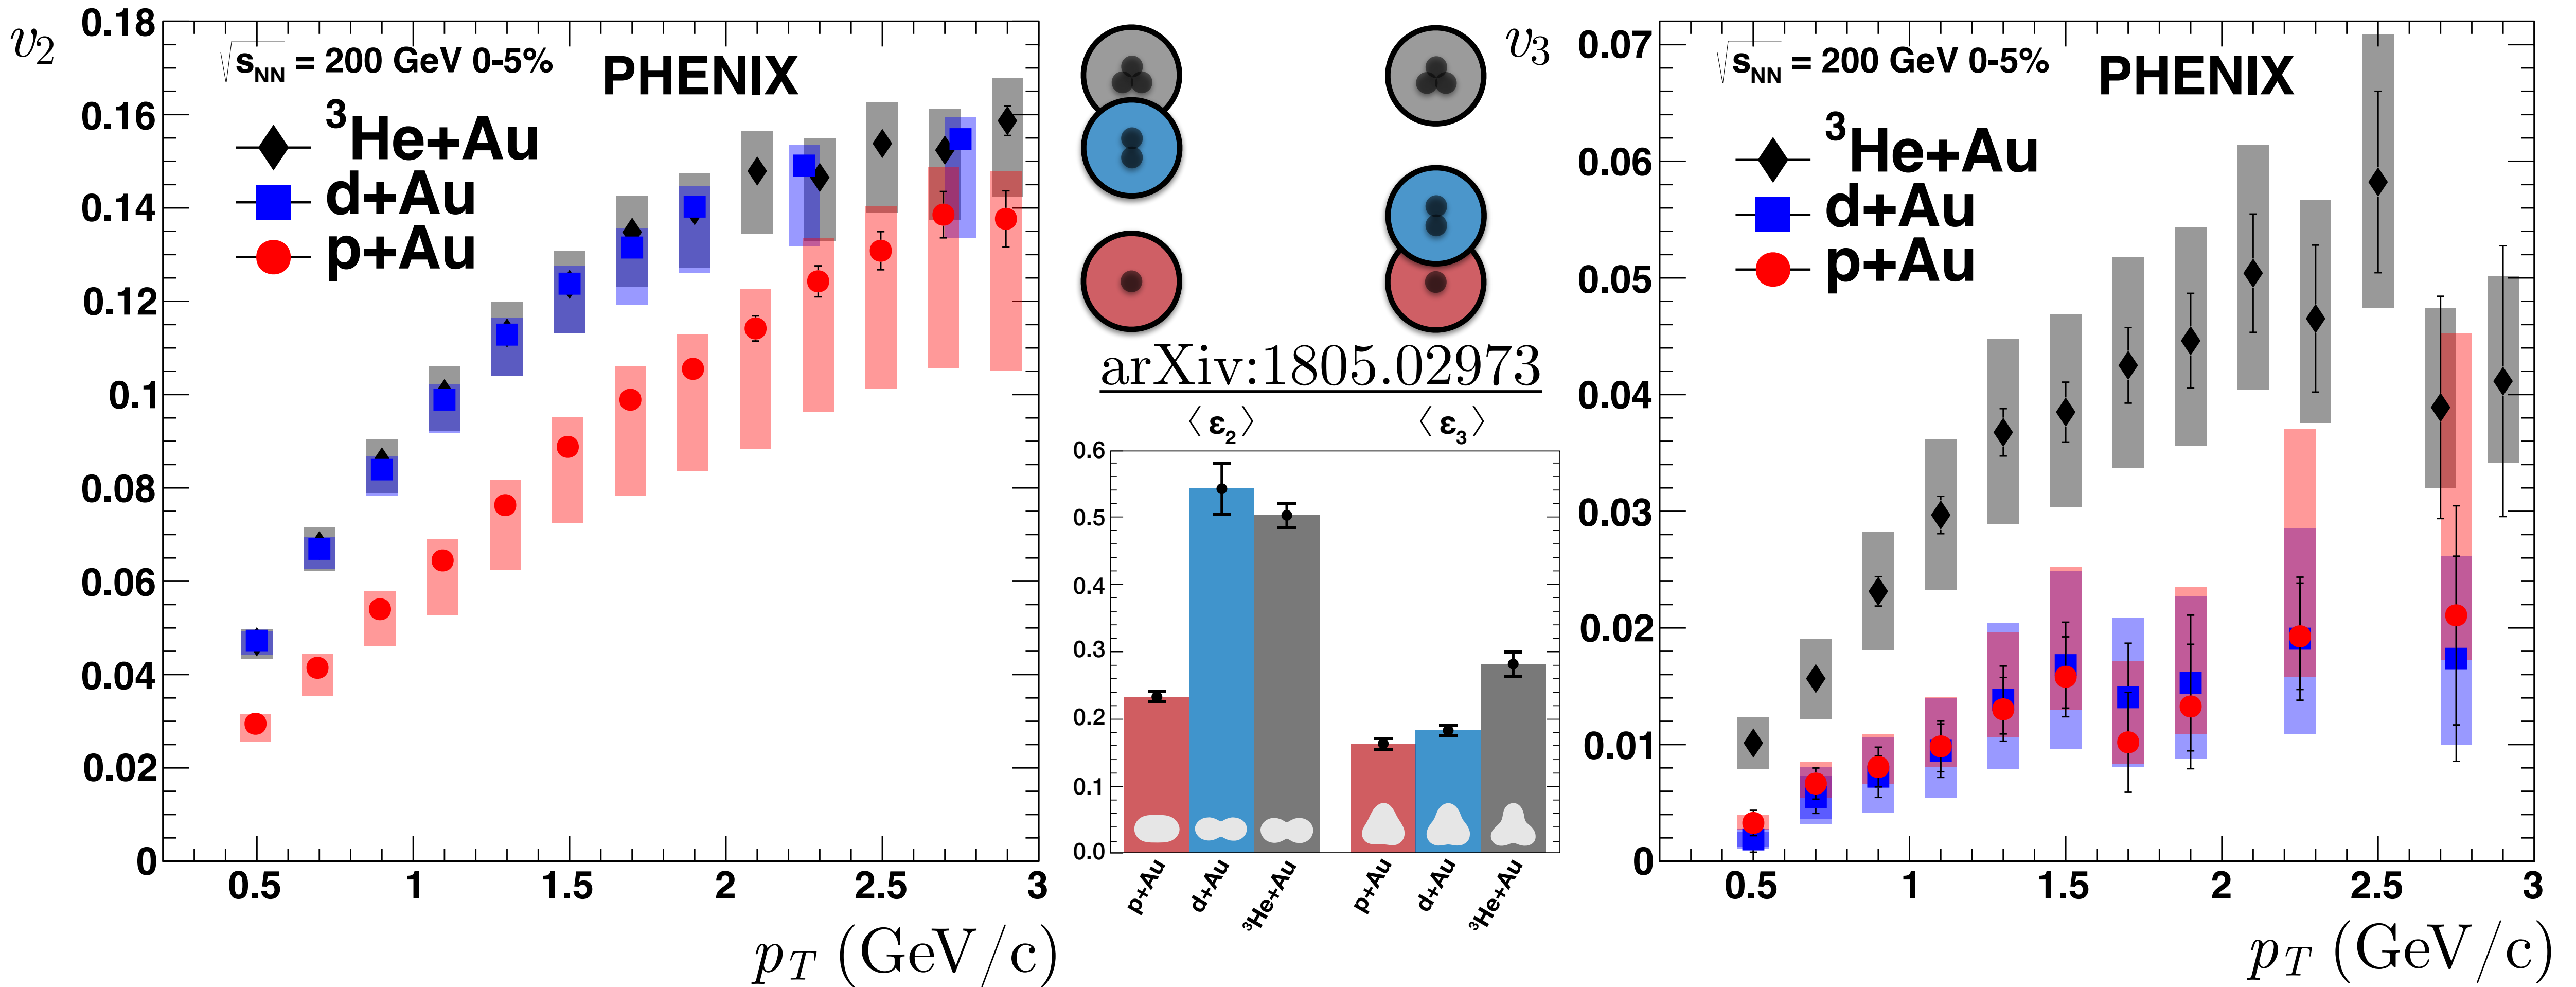 v2
√sNN = 200 GeV 0-5%
PHENIX
³He+Au
d+Au
p+Au
0.18
0.16
0.14
0.12
0.1
0.08
0.06
0.04
0.02
0
0.5
1
1.5
2
2.5
3
pT (GeV/c)
arXiv:1805.02973
⟨ε2⟩
⟨ε3⟩
0.6
0.5
0.4
0.3
0.2
0.1
0.0
p+Au
d+Au
³He+Au
p+Au
d+Au
³He+Au
v3
√sNN = 200 GeV 0-5%
PHENIX
³He+Au
d+Au
p+Au
0.07
0.06
0.05
0.04
0.03
0.02
0.01
0
0.5
1
1.5
2
2.5
3
pT (GeV/c)